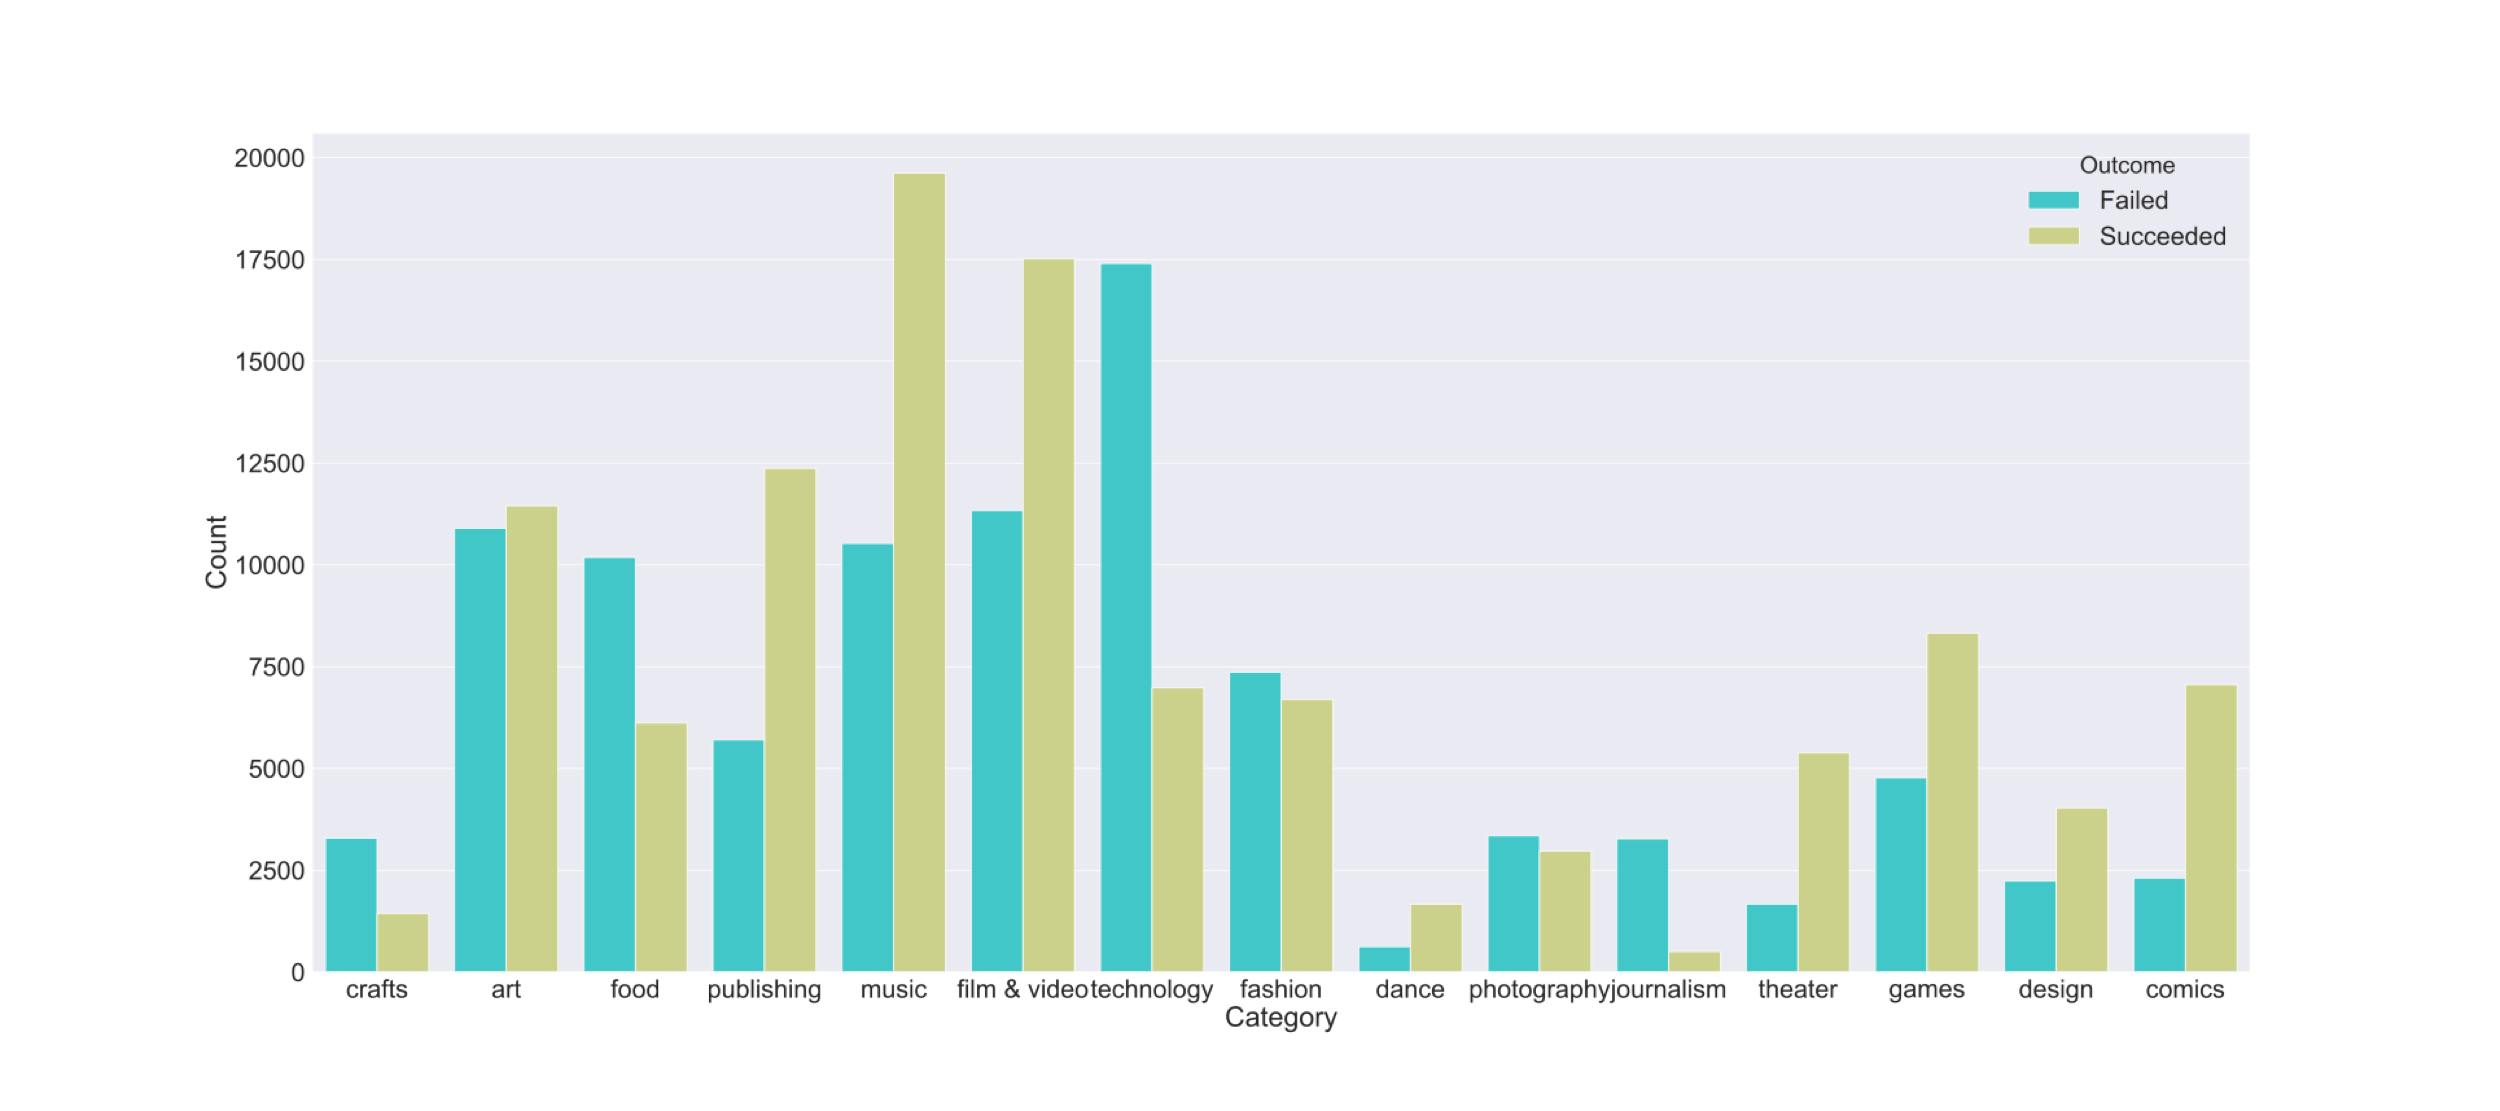 20000
17500
15000
12500
10000
7500
5000
2500
0
Count
Outcome
Failed
Succeeded
crafts art food publishing music film & video technology fashion dance photography journalism theater games design comics
Category